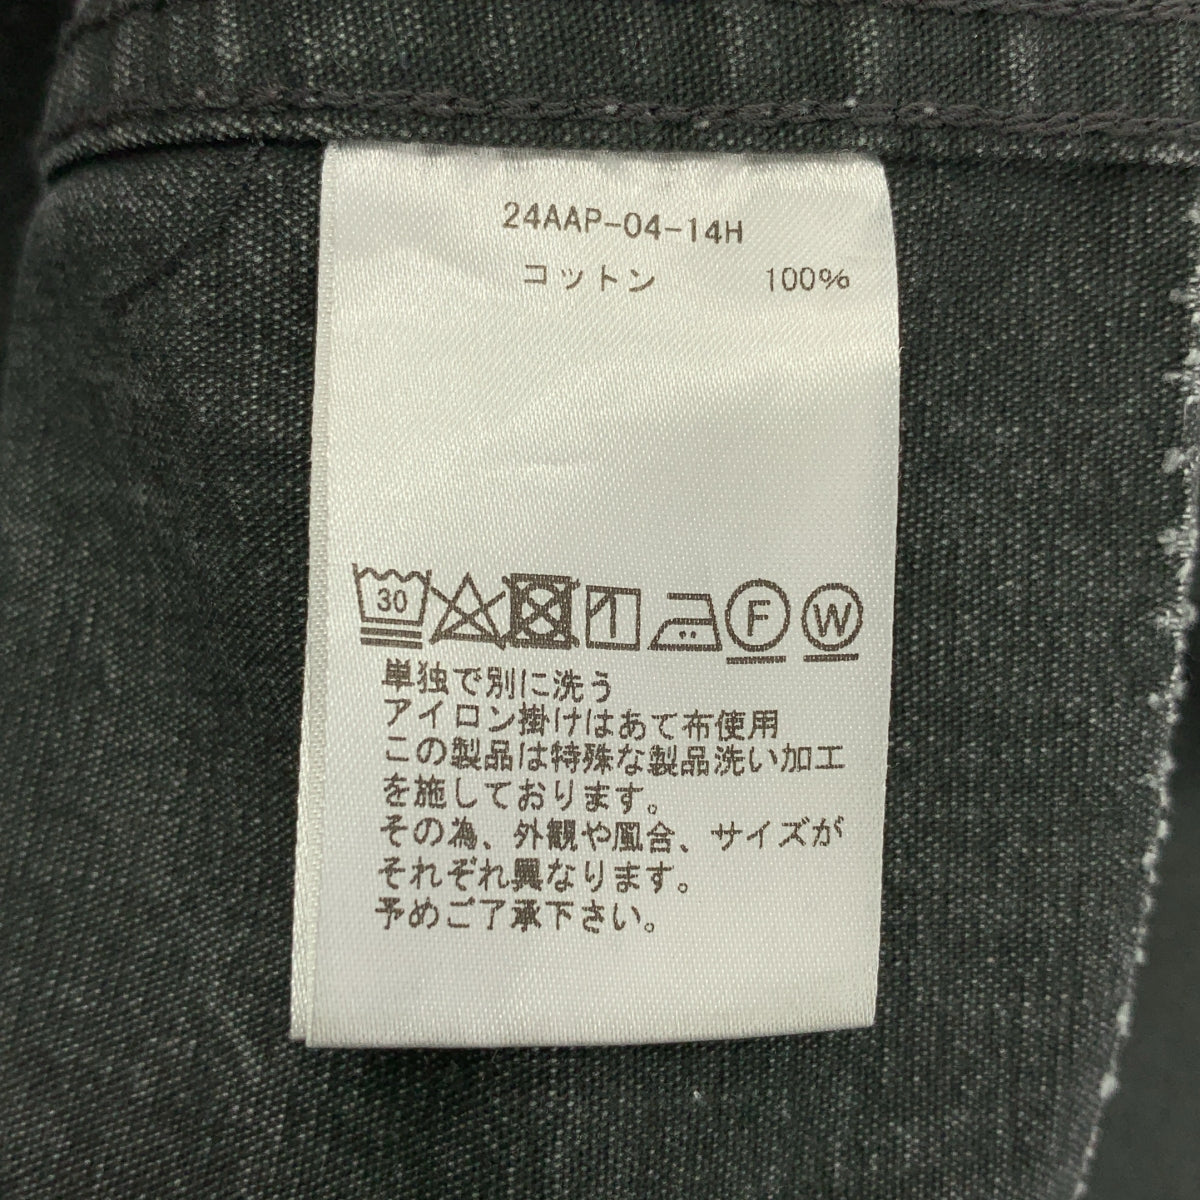 24AAP-04-14H
コットン 100%
30 F W
単独で別に洗う
アイロン掛けはあて布使用
この製品は特殊な製品洗い加工
を施しております。
その為、外観や風合、サイズが
それぞれ異なります。
予めご了承下さい。